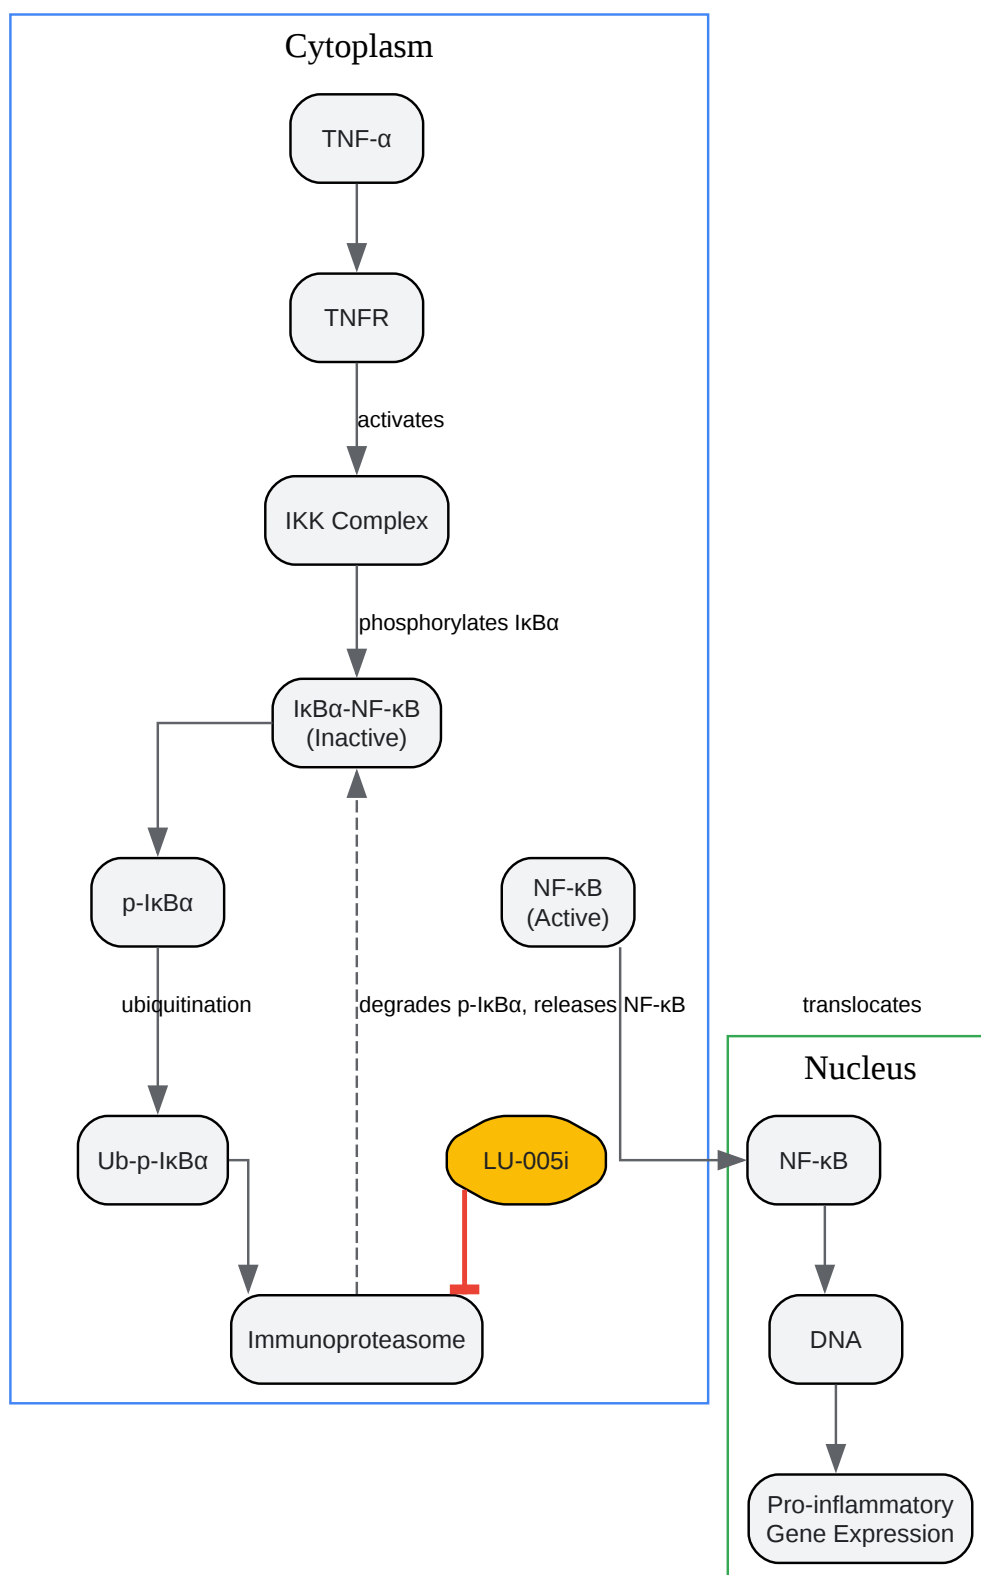 Cytoplasm
TNF-α
TNFR
activates
IKK Complex
phosphorylates IκBα
IκBα-NF-κB
(Inactive)
p-IκBα
NF-κB
(Active)
ubiquitination
degrades p-IκBα, releases NF-κB
translocates
Nucleus
Ub-p-IκBα
LU-005i
NF-κB
Immunoproteasome
DNA
Pro-inflammatory
Gene Expression